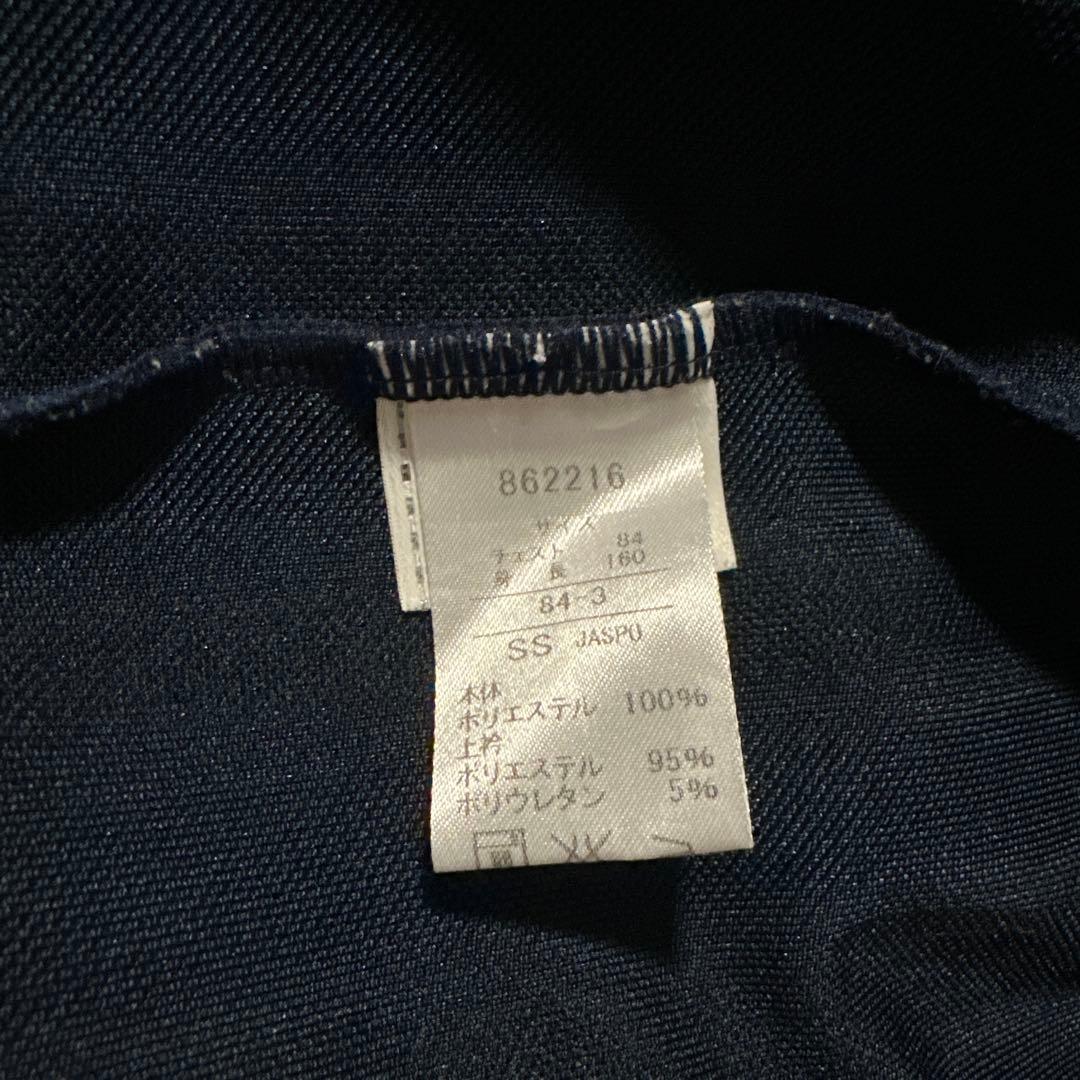 862216
サイズ
チェスト 84
身 長 160
84-3
SS JASPO
本体
ポリエステル 100%
上衿
ポリエステル 95%
ポリウレタン 5%